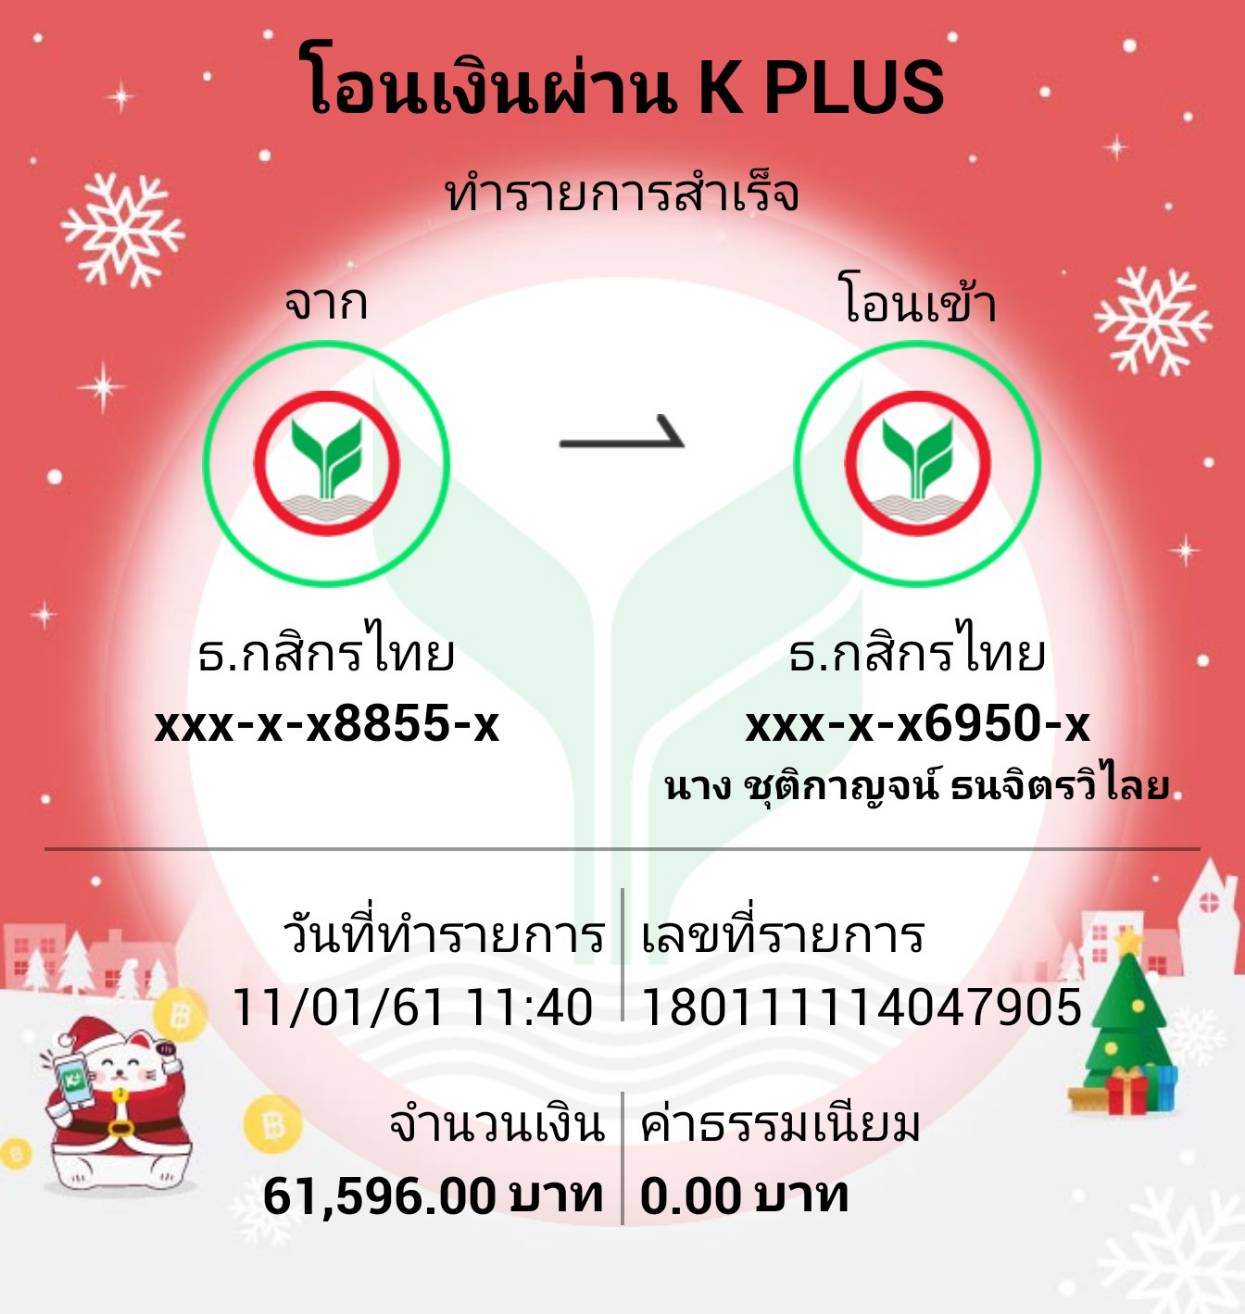 โอนเงินผ่าน K PLUS
ทำรายการสำเร็จ
จาก
โอนเข้า
ธ.กสิกรไทย
xxx-x-x8855-x
ธ.กสิกรไทย
xxx-x-x6950-x
นาง ชุติกาญจน์ ธนจิตรวิไลย
วันที่ทำรายการ
11/01/61 11:40
เลขที่รายการ
180111114047905
จำนวนเงิน
61,596.00 บาท
ค่าธรรมเนียม
0.00 บาท
K+
B
B
B